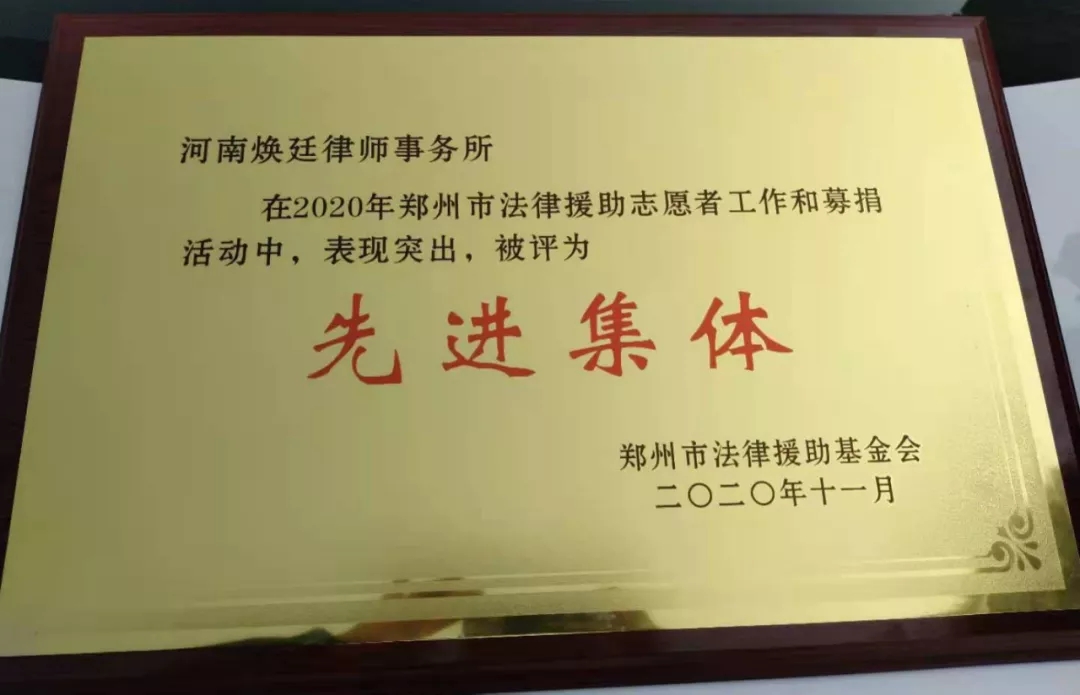 河南焕廷律师事务所
在2020年郑州市法律援助志愿者工作和募捐
活动中，表现突出，被评为
先进集体
郑州市法律援助基金会
二〇二〇年十一月